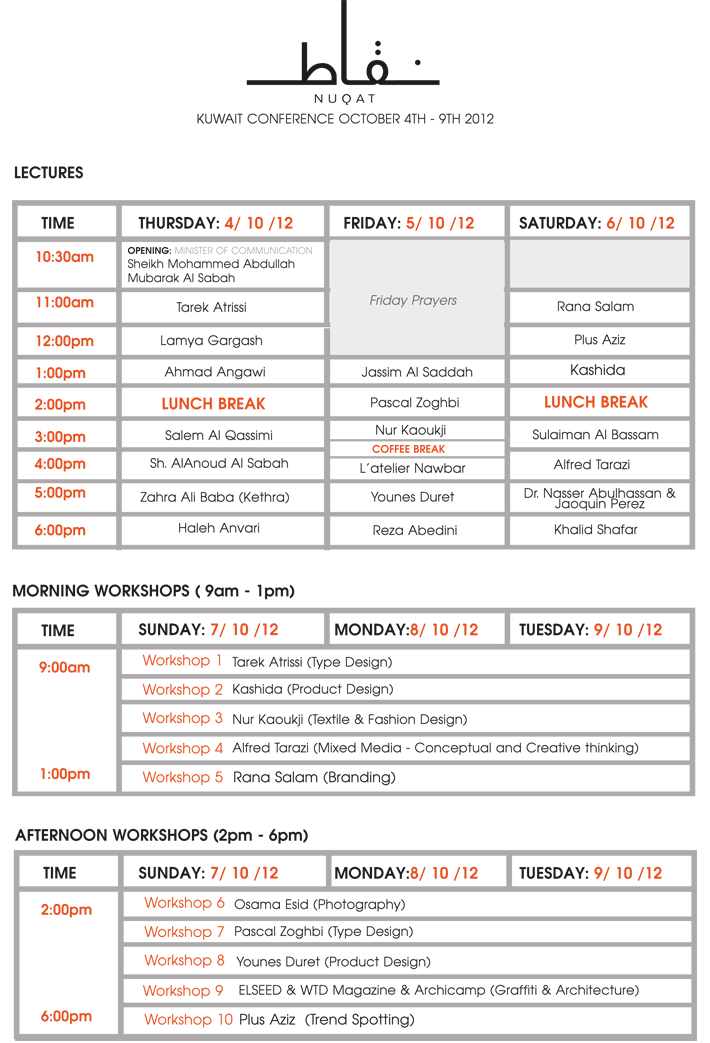 نقاط
NUQAT
KUWAIT CONFERENCE OCTOBER 4TH - 9TH 2012
LECTURES
TIME THURSDAY: 4/ 10 /12 FRIDAY: 5/ 10 /12 SATURDAY: 6/ 10 /12
10:30am OPENING: MINISTER OF COMMUNICATION
Sheikh Mohammed Abdullah
Mubarak Al Sabah
11:00am Tarek Atrissi Friday Prayers Rana Salam
12:00pm Lamya Gargash Plus Aziz
1:00pm Ahmad Angawi Jassim Al Saddah Kashida
2:00pm LUNCH BREAK Pascal Zoghbi LUNCH BREAK
3:00pm Salem Al Qassimi Nur Kaoukji Sulaiman Al Bassam
COFFEE BREAK
4:00pm Sh. AlAnoud Al Sabah L'atelier Nawbar Alfred Tarazi
5:00pm Zahra Ali Baba (Kethra) Younes Duret Dr. Nasser Abulhassan &
Jaoquin Perez
6:00pm Haleh Anvari Reza Abedini Khalid Shafar
MORNING WORKSHOPS ( 9am - 1pm)
TIME SUNDAY: 7/ 10 /12 MONDAY:8/ 10 /12 TUESDAY: 9/ 10 /12
9:00am Workshop 1 Tarek Atrissi (Type Design)
Workshop 2 Kashida (Product Design)
Workshop 3 Nur Kaoukji (Textile & Fashion Design)
Workshop 4 Alfred Tarazi (Mixed Media - Conceptual and Creative thinking)
1:00pm Workshop 5 Rana Salam (Branding)
AFTERNOON WORKSHOPS (2pm - 6pm)
TIME SUNDAY: 7/ 10 /12 MONDAY:8/ 10 /12 TUESDAY: 9/ 10 /12
2:00pm Workshop 6 Osama Esid (Photography)
Workshop 7 Pascal Zoghbi (Type Design)
Workshop 8 Younes Duret (Product Design)
Workshop 9 ELSEED & WTD Magazine & Archicamp (Graffiti & Architecture)
6:00pm Workshop 10 Plus Aziz (Trend Spotting)